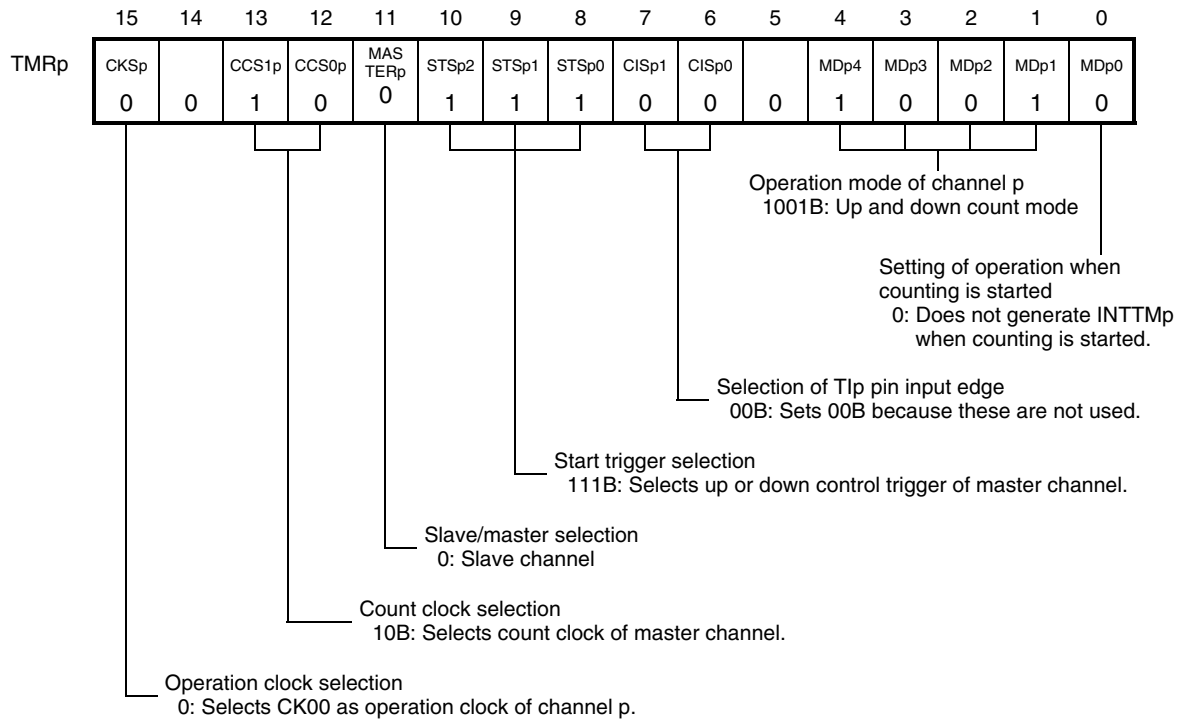 15 14 13 12 11 10 9 8 7 6 5 4 3 2 1 0
TMRp CKSp CCS1p CCS0p MAS TERp STSp2 STSp1 STSp0 CISp1 CISp0 MDp4 MDp3 MDp2 MDp1 MDp0
0 0 1 0 0 1 1 1 0 0 0 1 0 0 1 0
Operation mode of channel p
1001B: Up and down count mode
Setting of operation when
counting is started
0: Does not generate INTTMp
when counting is started.
Selection of TIp pin input edge
00B: Sets 00B because these are not used.
Start trigger selection
111B: Selects up or down control trigger of master channel.
Slave/master selection
0: Slave channel
Count clock selection
10B: Selects count clock of master channel.
Operation clock selection
0: Selects CK00 as operation clock of channel p.